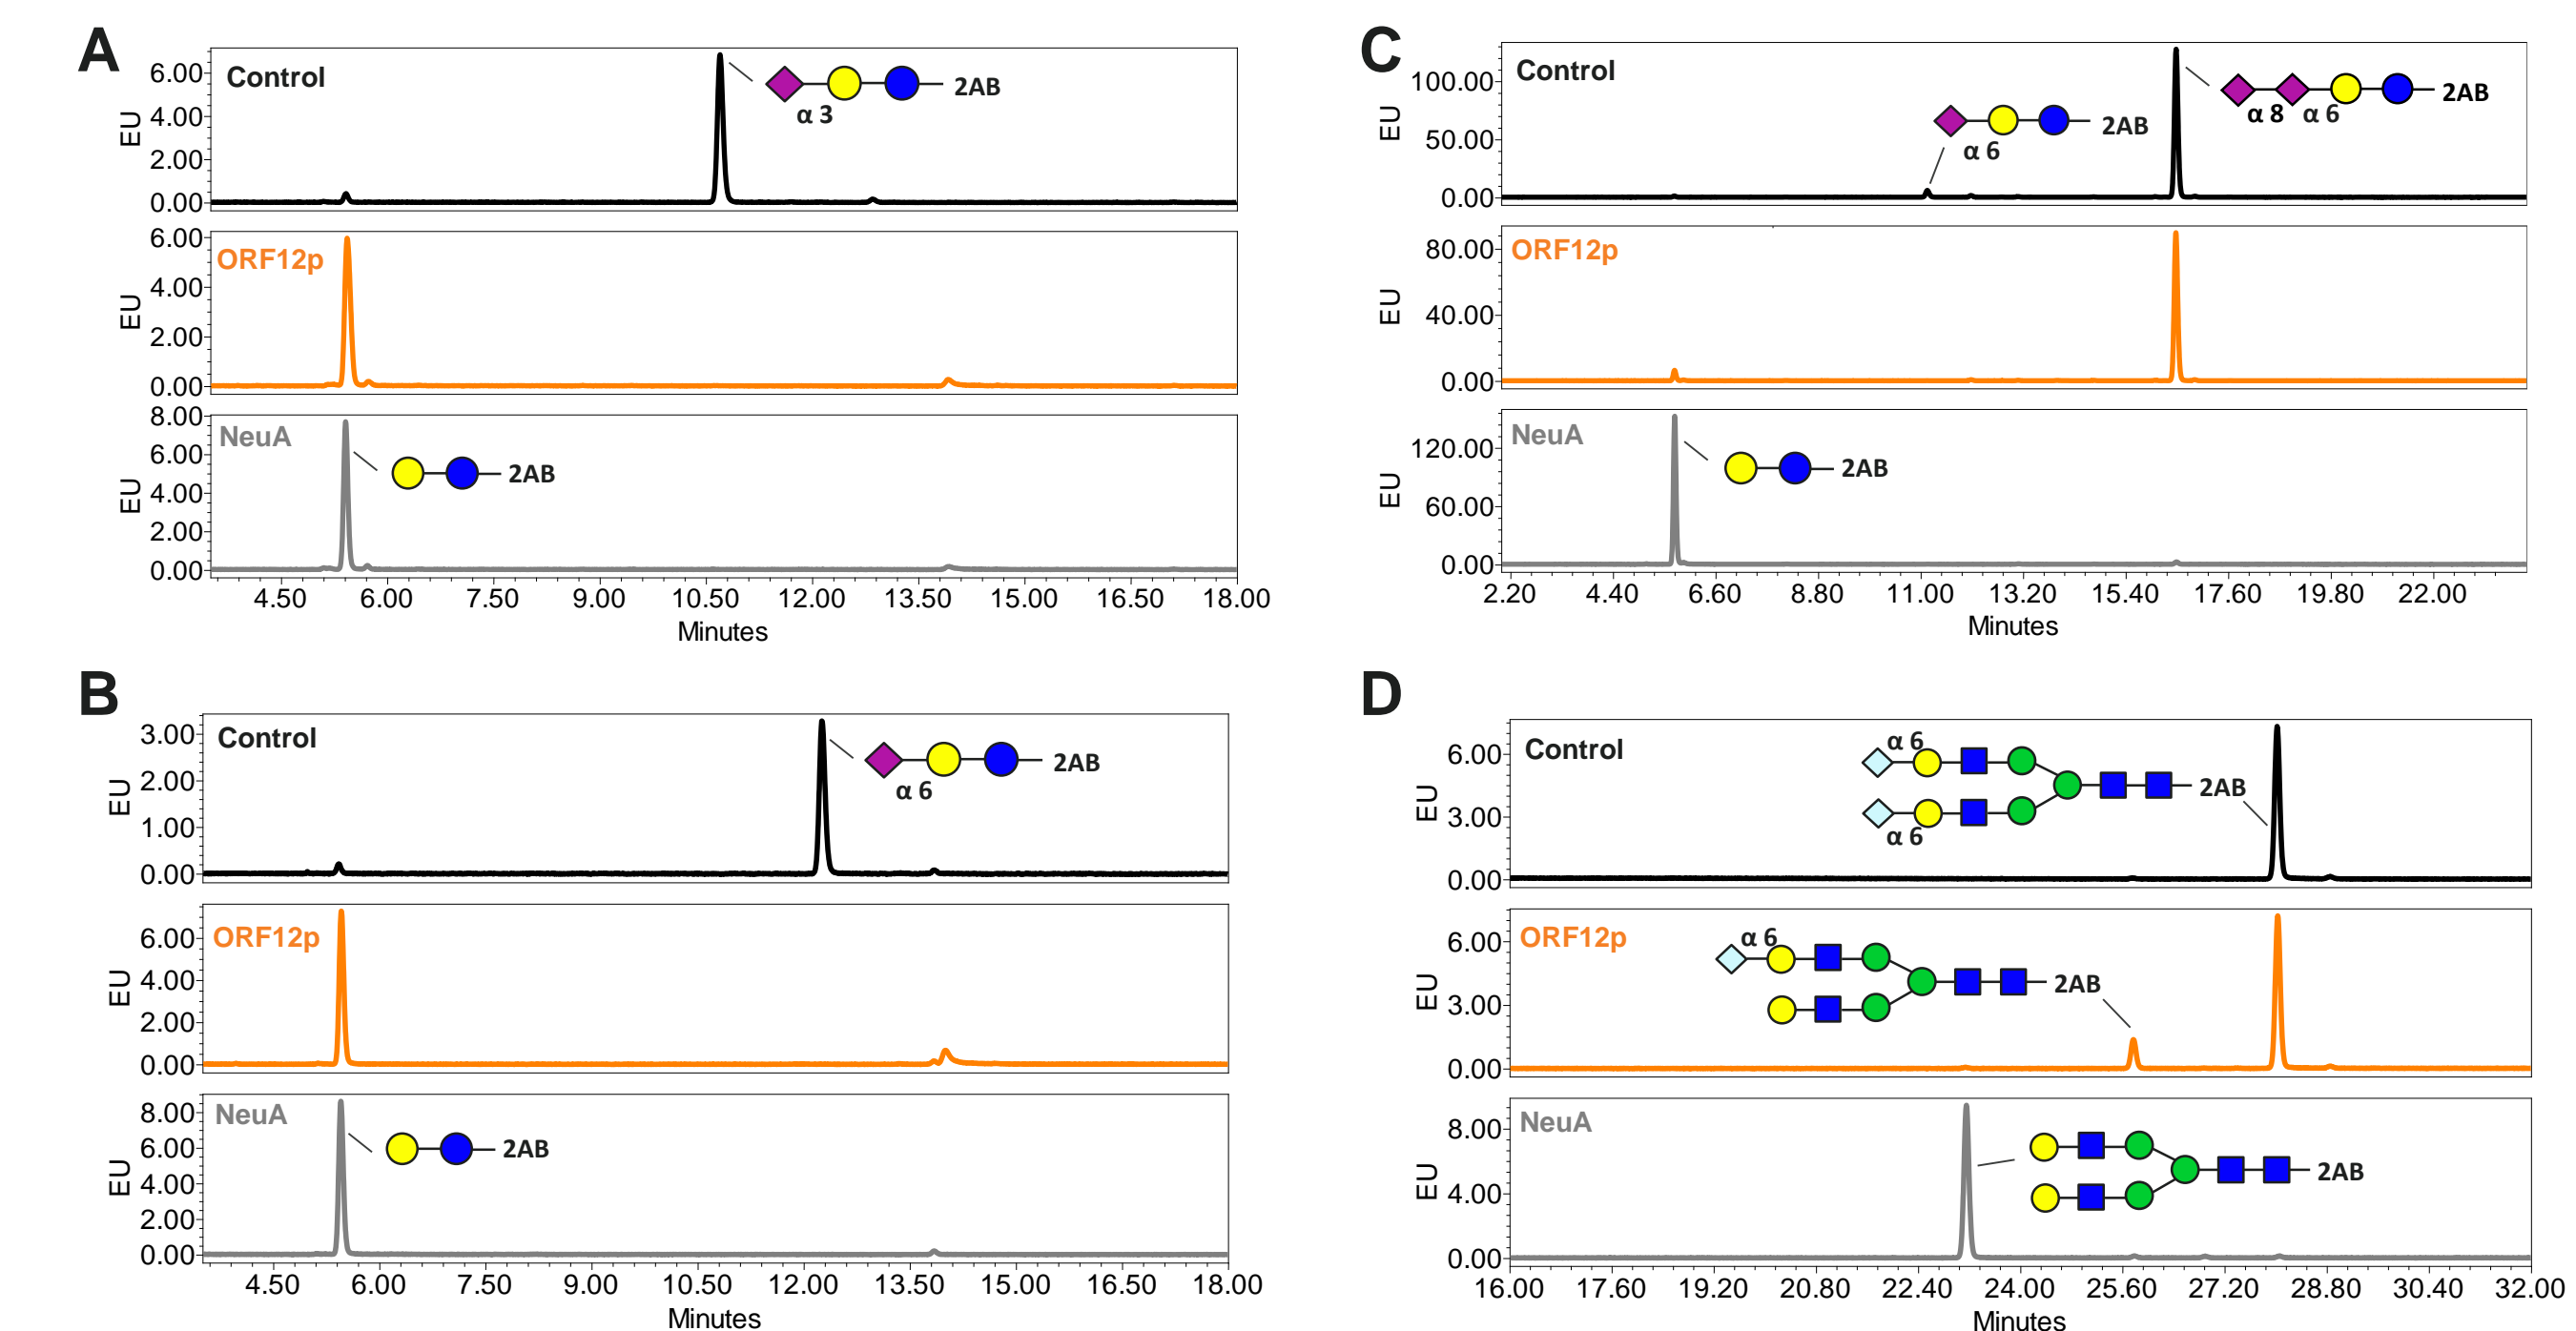 A
EU
6.00
4.00
2.00
0.00
Control
α 3
2AB
EU
6.00
4.00
2.00
0.00
ORF12p
EU
8.00
6.00
4.00
2.00
0.00
NeuA
2AB
4.50 6.00 7.50 9.00 10.50 12.00 13.50 15.00 16.50 18.00
Minutes
B
EU
3.00
2.00
1.00
0.00
Control
α 6
2AB
EU
6.00
4.00
2.00
0.00
ORF12p
EU
8.00
6.00
4.00
2.00
0.00
NeuA
2AB
4.50 6.00 7.50 9.00 10.50 12.00 13.50 15.00 16.50 18.00
Minutes
C
EU
100.00
50.00
0.00
Control
α 6
2AB
α 8 α 6
2AB
EU
80.00
40.00
0.00
ORF12p
EU
120.00
60.00
0.00
NeuA
2AB
2.20 4.40 6.60 8.80 11.00 13.20 15.40 17.60 19.80 22.00
Minutes
D
EU
6.00
3.00
0.00
Control
α 6
2AB
α 6
EU
6.00
3.00
0.00
ORF12p
α 6
2AB
EU
8.00
4.00
0.00
NeuA
2AB
16.00 17.60 19.20 20.80 22.40 24.00 25.60 27.20 28.80 30.40 32.00
Minutes